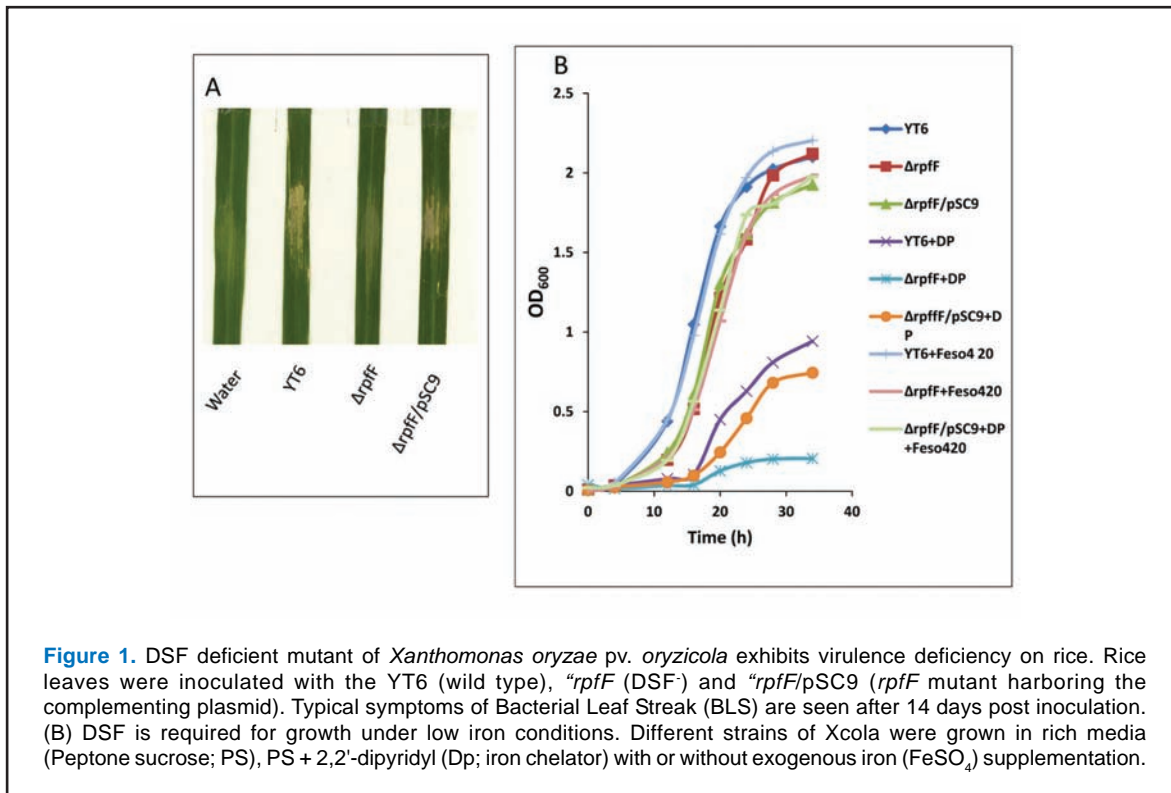 A
Water
YT6
ΔrpfF
ΔrpfF/pSC9
B
2.5
2
1.5
1
0.5
0
OD600
0
10
20
30
40
Time (h)
YT6
ΔrpfF
ΔrpfF/pSC9
YT6+DP
ΔrpfF+DP
ΔrpffF/pSC9+D
P
YT6+Feso4 20
ΔrpfF+Feso420
ΔrpfF/pSC9+DP
+Feso420
Figure 1. DSF deficient mutant of Xanthomonas oryzae pv. oryzicola exhibits virulence deficiency on rice. Rice
leaves were inoculated with the YT6 (wild type), “rpfF (DSF-) and “rpfF/pSC9 (rpfF mutant harboring the
complementing plasmid). Typical symptoms of Bacterial Leaf Streak (BLS) are seen after 14 days post inoculation.
(B) DSF is required for growth under low iron conditions. Different strains of Xcola were grown in rich media
(Peptone sucrose; PS), PS + 2,2'-dipyridyl (Dp; iron chelator) with or without exogenous iron (FeSO4) supplementation.